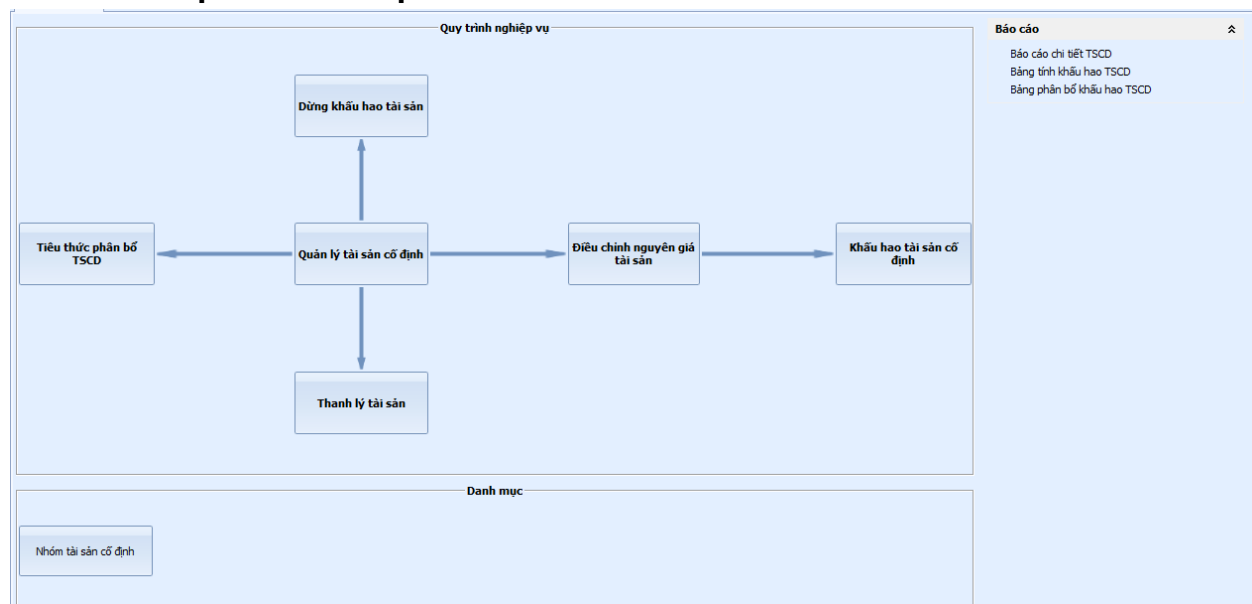 Quy trình nghiệp vụ
Báo cáo
Báo cáo chi tiết TSCD
Bảng tính khấu hao TSCD
Bảng phân bổ khấu hao TSCD
Dừng khấu hao tài sản
Tiêu thức phân bổ
TSCD
Quản lý tài sản cố định
Điều chỉnh nguyên giá
tài sản
Khấu hao tài sản cố
định
Thanh lý tài sản
Danh mục
Nhóm tài sản cố định